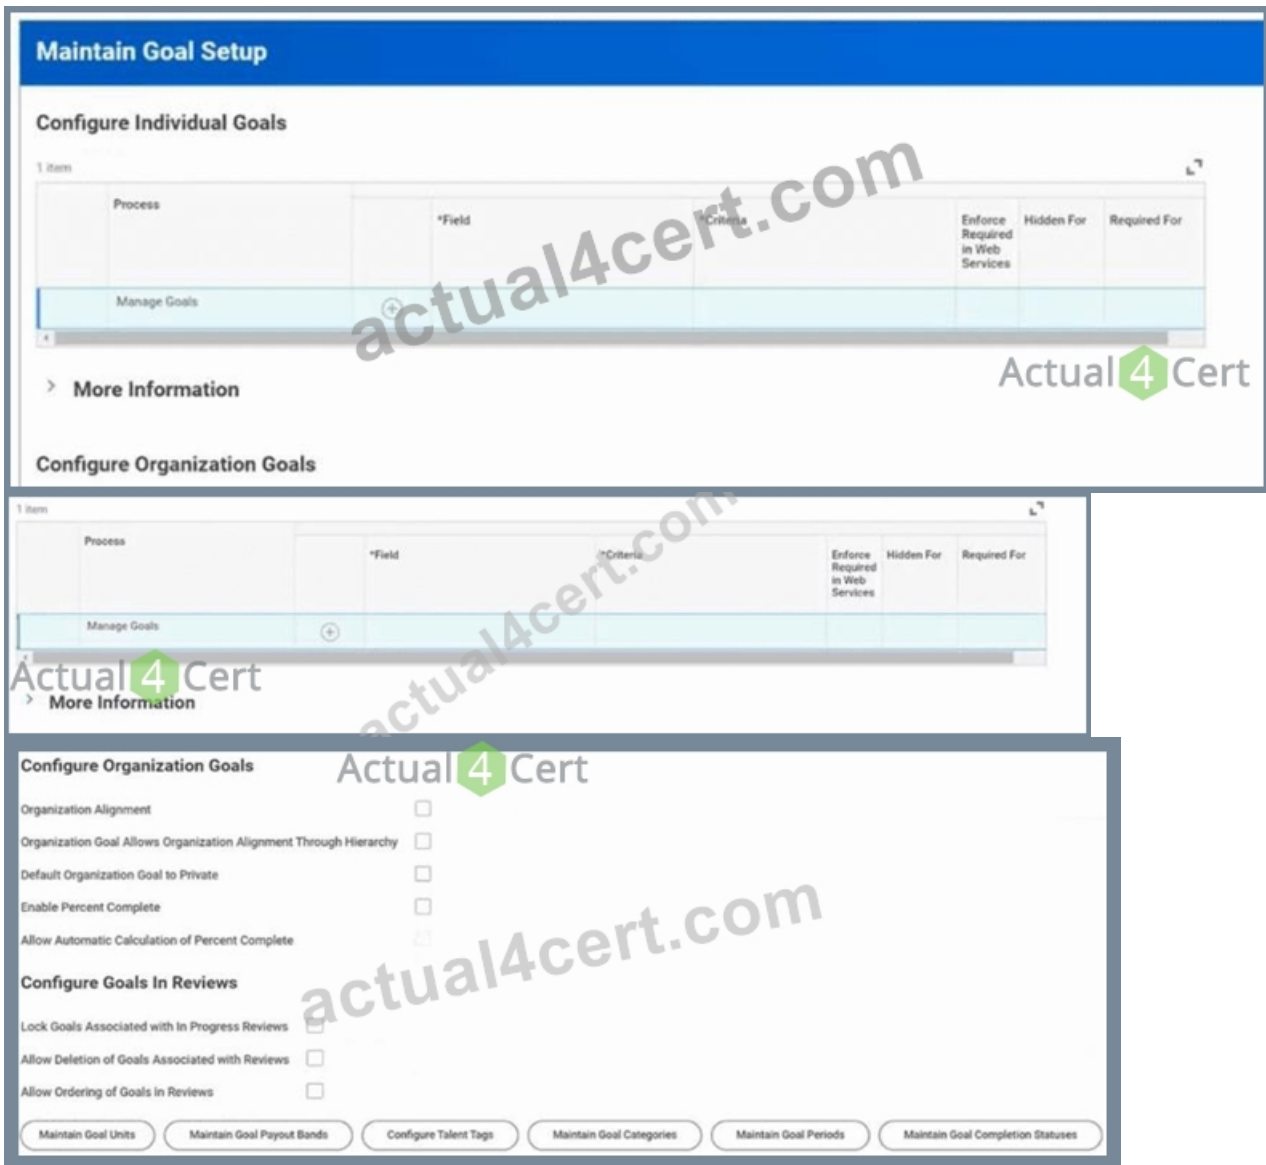 Maintain Goal Setup
Configure Individual Goals
1 item
Process
*Field
*Criteria
Enforce
Required
in Web
Services
Hidden For
Required For
Manage Goals
actual4cert.com
Actual 4 Cert
More Information
Configure Organization Goals
1 item
Process
*Field
*Criteria
Enforce
Required
in Web
Services
Hidden For
Required For
Manage Goals
actual4cert.com
Actual 4 Cert
More Information
Configure Organization Goals
Actual 4 Cert
Organization Alignment
Organization Goal Allows Organization Alignment Through Hierarchy
Default Organization Goal to Private
Enable Percent Complete
Allow Automatic Calculation of Percent Complete
actual4cert.com
Configure Goals In Reviews
Lock Goals Associated with In Progress Reviews
Allow Deletion of Goals Associated with Reviews
Allow Ordering of Goals in Reviews
Maintain Goal Units
Maintain Goal Payout Bands
Configure Talent Tags
Maintain Goal Categories
Maintain Goal Periods
Maintain Goal Completion Statuses